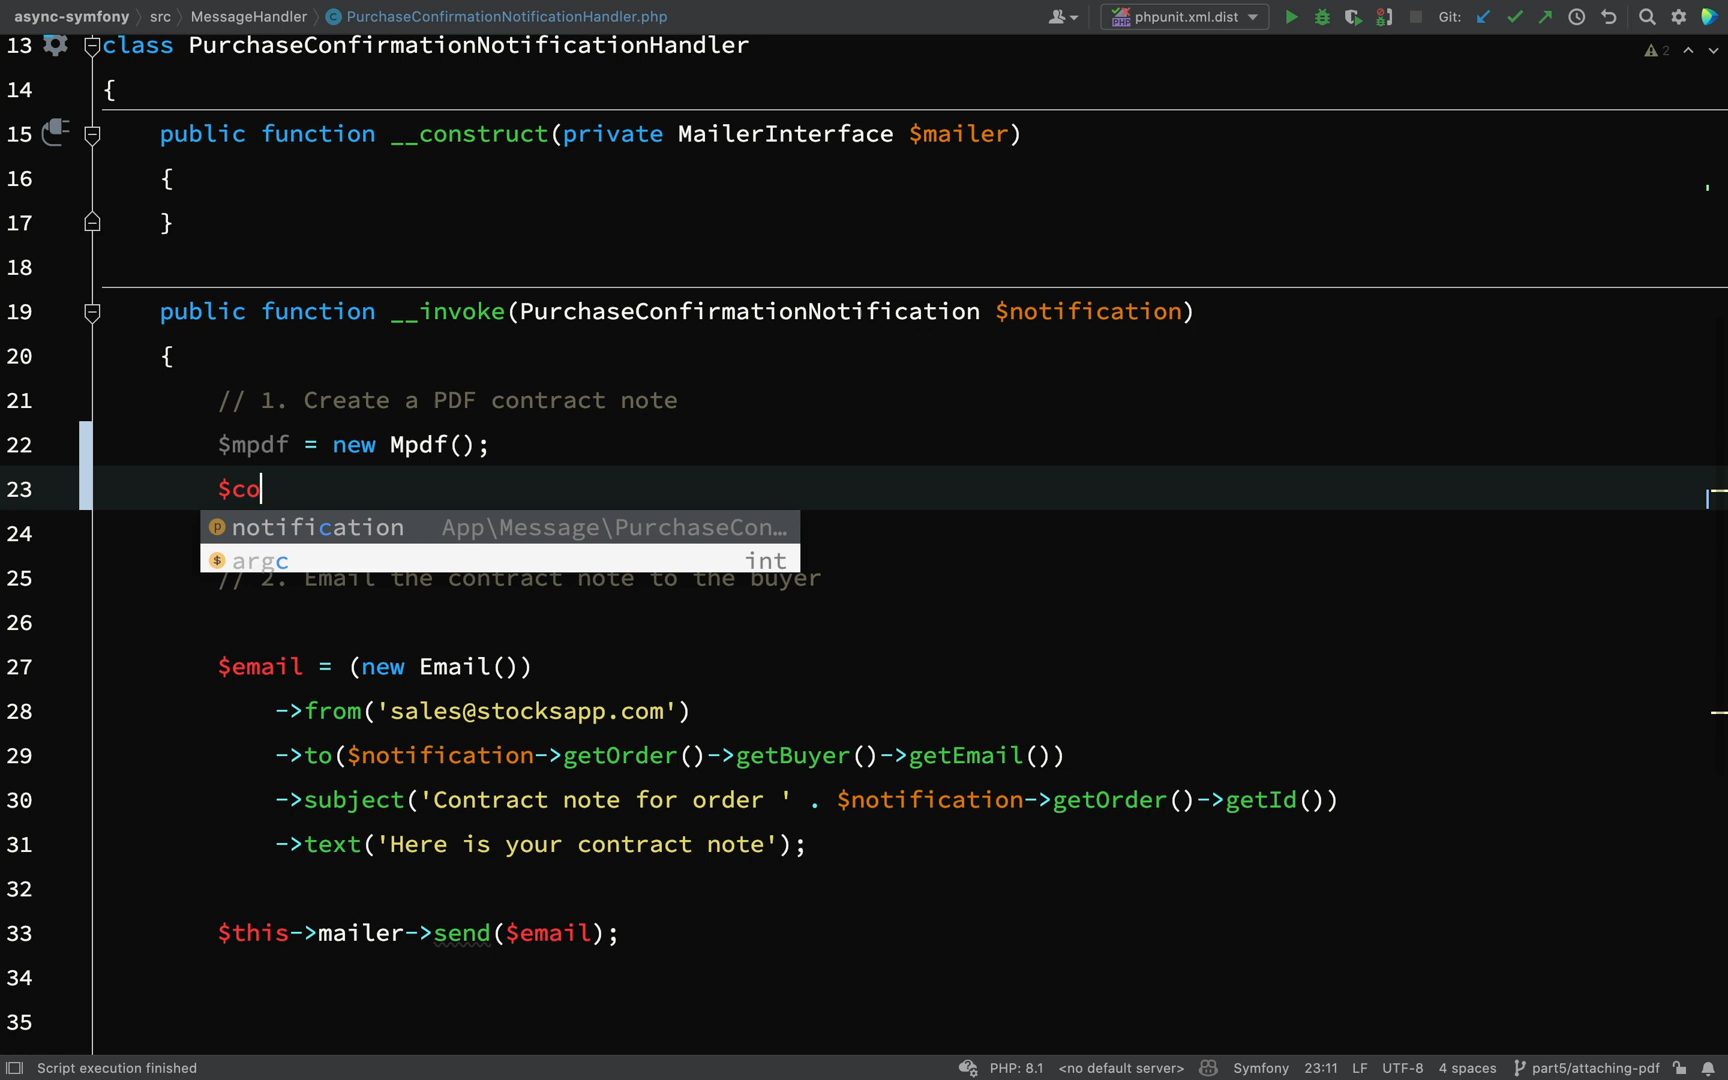 async-symfony src MessageHandler PurchaseConfirmationNotificationHandler.php phpunit.xml.dist Git:
13 class PurchaseConfirmationNotificationHandler 2
14 {
15 public function __construct(private MailerInterface $mailer)
16 {
17 }
18
19 public function __invoke(PurchaseConfirmationNotification $notification)
20 {
21 // 1. Create a PDF contract note
22 $mpdf = new Mpdf();
23 $co
24 notification App\Message\PurchaseCon…
argc int
25 // 2. Email the contract note to the buyer
26
27 $email = (new Email())
28 ->from('sales@stocksapp.com')
29 ->to($notification->getOrder()->getBuyer()->getEmail())
30 ->subject('Contract note for order ' . $notification->getOrder()->getId())
31 ->text('Here is your contract note');
32
33 $this->mailer->send($email);
34
35
Script execution finished PHP: 8.1 <no default server> Symfony 23:11 LF UTF-8 4 spaces part5/attaching-pdf